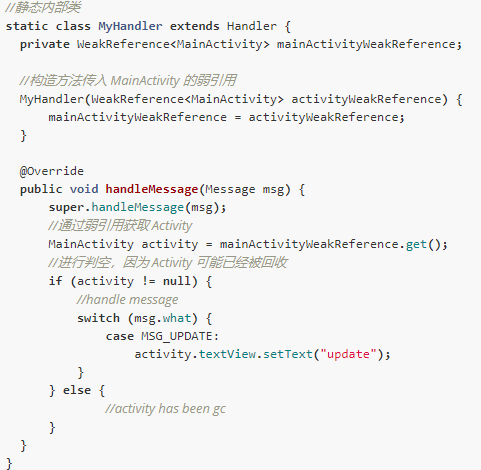 //静态内部类
static class MyHandler extends Handler {
  private WeakReference<MainActivity> mainActivityWeakReference;

  //构造方法传入 MainActivity 的弱引用
  MyHandler(WeakReference<MainActivity> activityWeakReference) {
      mainActivityWeakReference = activityWeakReference;
  }

  @Override
  public void handleMessage(Message msg) {
      super.handleMessage(msg);
      //通过弱引用获取 Activity
      MainActivity activity = mainActivityWeakReference.get();
      //进行判空，因为 Activity 可能已经被回收
      if (activity != null) {
          //handle message
          switch (msg.what) {
              case MSG_UPDATE:
                  activity.textView.setText("update");
          }
      } else {
              //activity has been gc
      }
  }
}